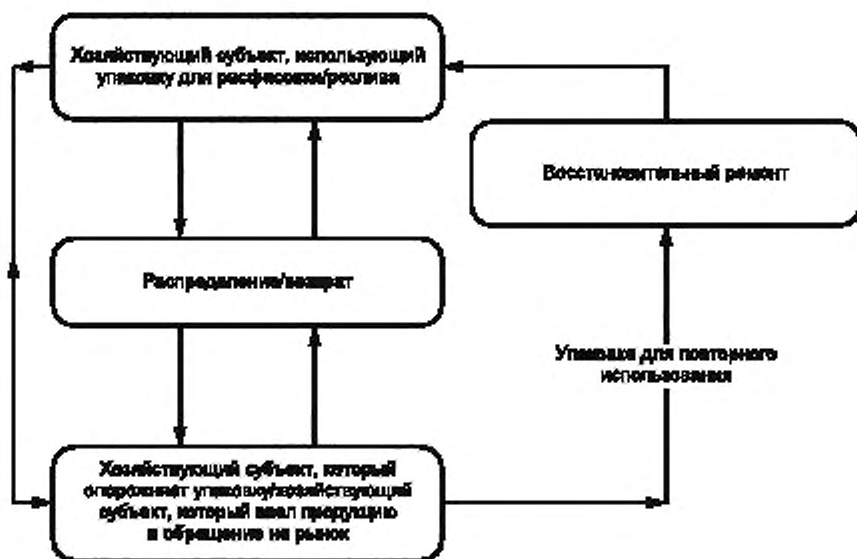 Хозяйствующий субъект, использующий
упаковку для расфасовки/розлива
Восстановительный ремонт
Распределение/возврат
Упаковка для повторного
использования
Хозяйствующий субъект, который
опорожняет упаковку/хозяйствующий
субъект, который ввел продукцию
в обращение на рынок